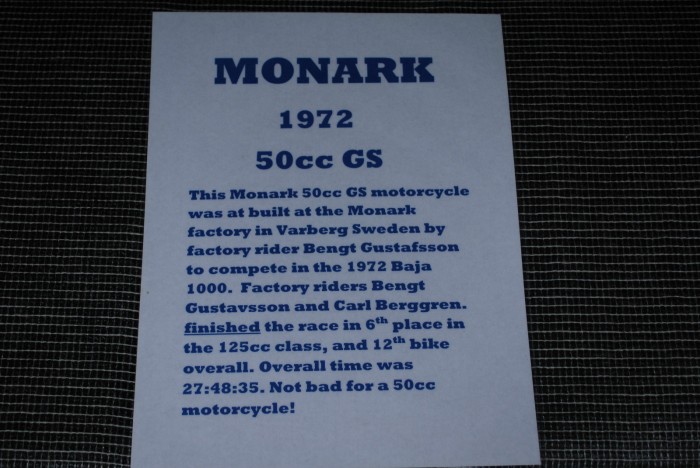 MONARK
1972
50cc GS
This Monark 50cc GS motorcycle
was at built at the Monark
factory in Varberg Sweden by
factory rider Bengt Gustafsson
to compete in the 1972 Baja
1000. Factory riders Bengt
Gustavsson and Carl Berggren.
finished the race in 6th place in
the 125cc class, and 12th bike
overall. Overall time was
27:48:35. Not bad for a 50cc
motorcycle!